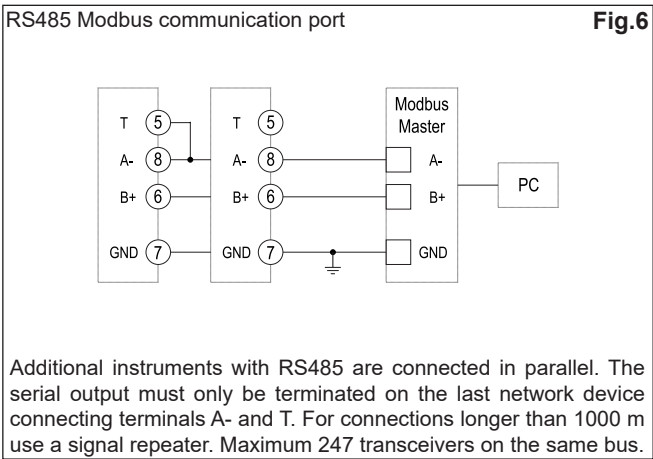 RS485 Modbus communication port Fig.6
Modbus
Master
T 5 T 5
A- 8 A- 8 A-
B+ 6 B+ 6 B+ PC
GND 7 GND 7 GND
Additional instruments with RS485 are connected in parallel. The
serial output must only be terminated on the last network device
connecting terminals A- and T. For connections longer than 1000 m
use a signal repeater. Maximum 247 transceivers on the same bus.